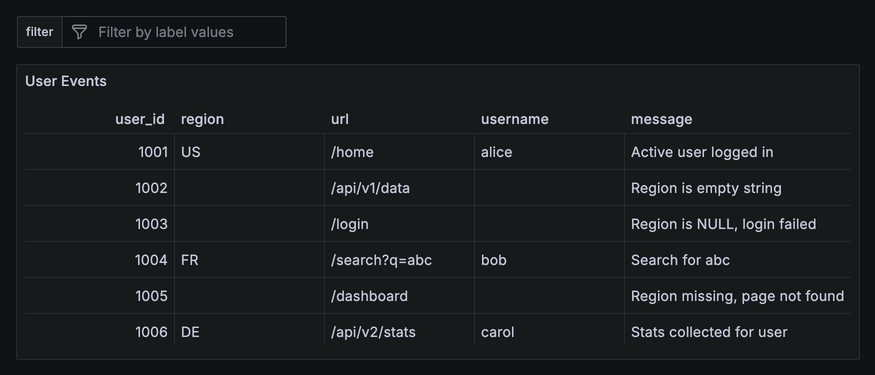 filter Filter by label values
User Events
user_id region url username message
1001 US /home alice Active user logged in
1002 /api/v1/data Region is empty string
1003 /login Region is NULL, login failed
1004 FR /search?q=abc bob Search for abc
1005 /dashboard Region missing, page not found
1006 DE /api/v2/stats carol Stats collected for user